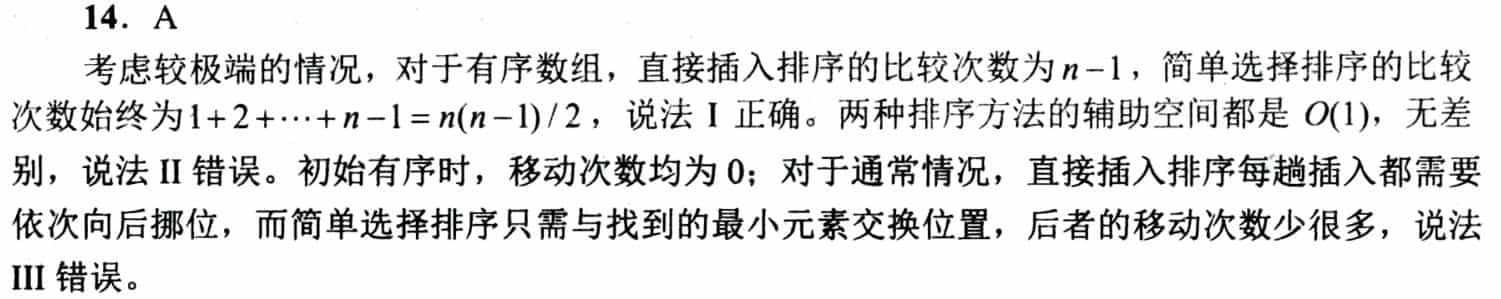 14．A
考虑较极端的情况，对于有序数组，直接插入排序的比较次数为 n−1，简单选择排序的比较
次数始终为 1+2+⋯+n−1=n(n−1)/2，说法 I 正确。两种排序方法的辅助空间都是 O(1)，无差
别，说法 II 错误。初始有序时，移动次数均为 0；对于通常情况，直接插入排序每趟插入都需要
依次向后挪位，而简单选择排序只需与找到的最小元素交换位置，后者的移动次数少很多，说法
III 错误。